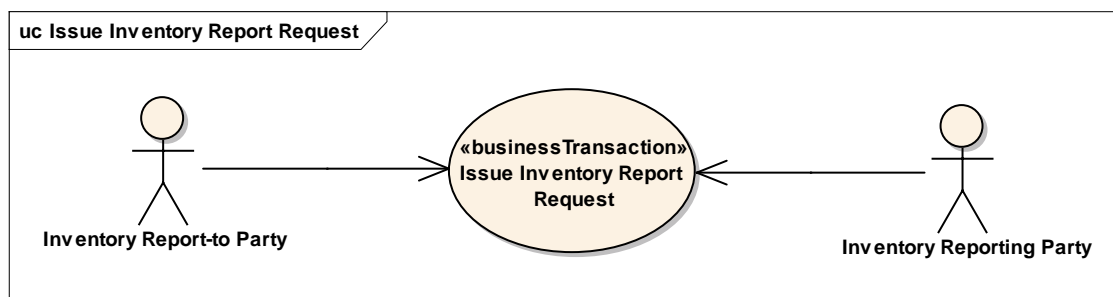 uc Issue Inventory Report Request
«businessTransaction»
Issue Inventory Report
Request
Inventory Report-to Party
Inventory Reporting Party